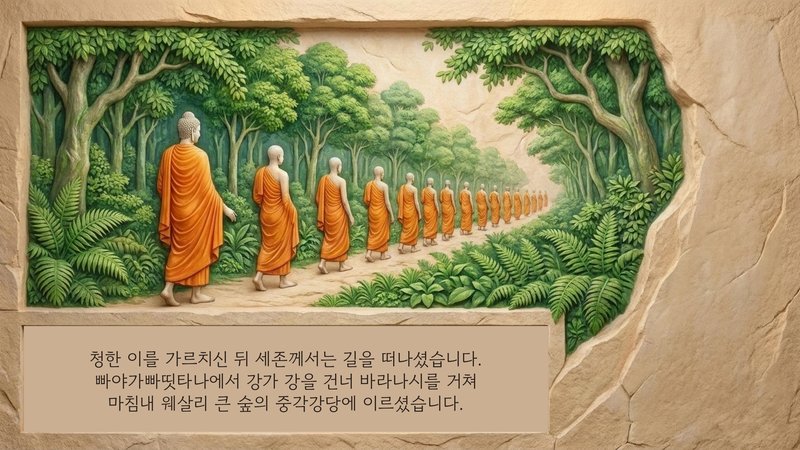 청한 이를 가르치신 뒤 세존께서는 길을 떠나셨습니다.
빠야가빠띳타나에서 강가 강을 건너 바라나시를 거쳐
마침내 웨살리 큰 숲의 중각강당에 이르셨습니다.